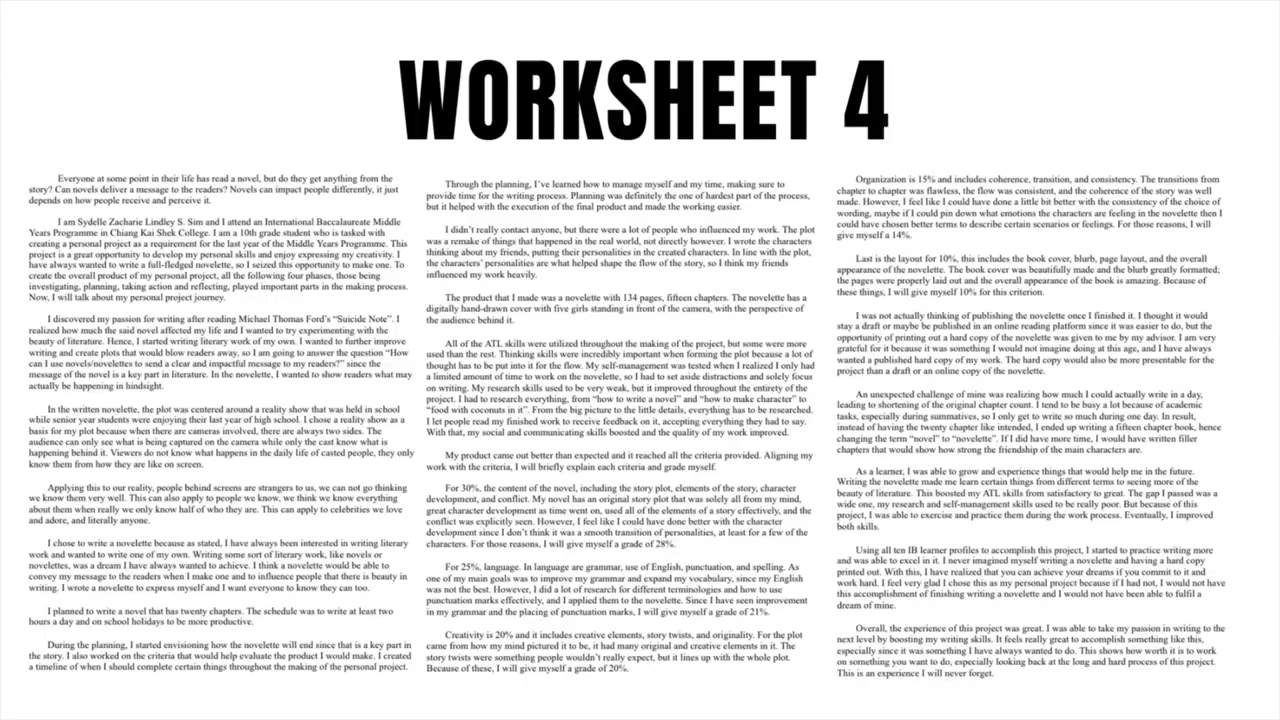 WORKSHEET 4
Everyone at some point in their life has read a novel, but do they get anything from the
story? Can novels deliver a message to the readers? Novels can impact people differently, it just
depends on how people receive and perceive it.
I am Sydelle Zacharie Lindley S. Sim and I attend an International Baccalaureate Middle
Years Programme in Chiang Kai Shek College. I am a 10th grade student who is tasked with
creating a personal project as a requirement for the last year of the Middle Years Programme. This
project is a great opportunity to develop my personal skills and enjoy expressing my creativity. I
have always wanted to write a full-fledged novelette, so I seized this opportunity to make one. To
create the overall product of my personal project, all the following four phases, those being
investigating, planning, taking action and reflecting, played important parts in the making process.
Now, I will talk about my personal project journey.
I discovered my passion for writing after reading Michael Thomas Ford's "Suicide Note". I
realized how much the said novel affected my life and I wanted to try experimenting with the
beauty of literature. Hence, I started writing literary work of my own. I wanted to further improve
writing and create plots that would blow readers away, so I am going to answer the question "How
can I use novels/novelettes to send a clear and impactful message to my readers?" since the
message of the novel is a key part in literature. In the novelette, I wanted to show readers what may
actually be happening in hindsight.
In the written novelette, the plot was centered around a reality show that was held in school
while senior year students were enjoying their last year of high school. I chose a reality show as a
basis for my plot because when there are cameras involved, there are always two sides. The
audience can only see what is being captured on the camera while only the cast know what is
happening behind it. Viewers do not know what happens in the daily life of casted people, they only
know them from how they are like on screen.
Applying this to our reality, people behind screens are strangers to us, we can not go thinking
we know them very well. This can also apply to people we know, we think we know everything
about them when really we only know half of who they are. This can apply to celebrities we love
and adore, and literally anyone.
I chose to write a novelette because as stated, I have always been interested in writing literary
work and wanted to write one of my own. Writing some sort of literary work, like novels or
novelettes, was a dream I have always wanted to achieve. I think a novelette would be able to
convey my message to the readers when I make one and to influence people that there is beauty in
writing. I wrote a novelette to express myself and I want everyone to know they can too.
I planned to write a novel that has twenty chapters. The schedule was to write at least two
hours a day and on school holidays to be more productive.
During the planning, I started envisioning how the novelette will end since that is a key part in
the story. I also worked on the criteria that would help evaluate the product I would make. I created
a timeline of when I should complete certain things throughout the making of the personal project.
Through the planning, I've learned how to manage myself and my time, making sure to
provide time for the writing process. Planning was definitely the one of hardest part of the process,
but it helped with the execution of the final product and made the working easier.
I didn't really contact anyone, but there were a lot of people who influenced my work. The plot
was a remake of things that happened in the real world, not directly however. I wrote the characters
thinking about my friends, putting their personalities in the created characters. In line with the plot,
the characters' personalities are what helped shape the flow of the story, so I think my friends
influenced my work heavily.
The product that I made was a novelette with 134 pages, fifteen chapters. The novelette has a
digitally hand-drawn cover with five girls standing in front of the camera, with the perspective of
the audience behind it.
All of the ATL skills were utilized throughout the making of the project, but some were more
used than the rest. Thinking skills were incredibly important when forming the plot because a lot of
thought has to be put into it for the flow. My self-management was tested when I realized I only had
a limited amount of time to work on the novelette, so I had to set aside distractions and solely focus
on writing. My research skills used to be very weak, but it improved throughout the entirety of the
project. I had to research everything, from "how to write a novel" and "how to make character" to
"food with coconuts in it". From the big picture to the little details, everything has to be researched.
I let people read my finished work to receive feedback on it, accepting everything they had to say.
With that, my social and communicating skills boosted and the quality of my work improved.
My product came out better than expected and it reached all the criteria provided. Aligning my
work with the criteria, I will briefly explain each criteria and grade myself.
For 30%, the content of the novel, including the story plot, elements of the story, character
development, and conflict. My novel has an original story plot that was solely all from my mind,
great character development as time went on, used all of the elements of a story effectively, and the
conflict was explicitly seen. However, I feel like I could have done better with the character
development since I don't think it was a smooth transition of personalities, at least for a few of the
characters. For those reasons, I will give myself a grade of 28%.
For 25%, language. In language are grammar, use of English, punctuation, and spelling. As
one of my main goals was to improve my grammar and expand my vocabulary, since my English
was not the best. However, I did a lot of research for different terminologies and how to use
punctuation marks effectively, and I applied them to the novelette. Since I have seen improvement
in my grammar and the placing of punctuation marks, I will give myself a grade of 21%.
Creativity is 20% and it includes creative elements, story twists, and originality. For the plot
came from how my mind pictured it to be, it had many original and creative elements in it. The
story twists were something people wouldn't really expect, but it lines up with the whole plot.
Because of these, I will give myself a grade of 20%.
Organization is 15% and includes coherence, transition, and consistency. The transitions from
chapter to chapter was flawless, the flow was consistent, and the coherence of the story was well
made. However, I feel like I could have done a little bit better with the consistency of the choice of
wording, maybe if I could pin down what emotions the characters are feeling in the novelette then I
could have chosen better terms to describe certain scenarios or feelings. For those reasons, I will
give myself a 14%.
Last is the layout for 10%, this includes the book cover, blurb, page layout, and the overall
appearance of the novelette. The book cover was beautifully made and the blurb greatly formatted;
the pages were properly laid out and the overall appearance of the book is amazing. Because of
these things, I will give myself 10% for this criterion.
I was not actually thinking of publishing the novelette once I finished it. I thought it would
stay a draft or maybe be published in an online reading platform since it was easier to do, but the
opportunity of printing out a hard copy of the novelette was given to me by my advisor. I am very
grateful for it because it was something I would not imagine doing at this age, and I have always
wanted a published hard copy of my work. The hard copy would also be more presentable for the
project than a draft or an online copy of the novelette.
An unexpected challenge of mine was realizing how much I could actually write in a day,
leading to shortening of the original chapter count. I tend to be busy a lot because of academic
tasks, especially during summatives, so I only get to write so much during one day. In result,
instead of having the twenty chapter like intended, I ended up writing a fifteen chapter book, hence
changing the term "novel" to "novelette". If I did have more time, I would have written filler
chapters that would show how strong the friendship of the main characters are.
As a learner, I was able to grow and experience things that would help me in the future.
Writing the novelette made me learn certain things from different terms to seeing more of the
beauty of literature. This boosted my ATL skills from satisfactory to great. The gap I passed was a
wide one, my research and self-management skills used to be really poor. But because of this
project, I was able to exercise and practice them during the work process. Eventually, I improved
both skills.
Using all ten IB learner profiles to accomplish this project, I started to practice writing more
and was able to excel in it. I never imagined myself writing a novelette and having a hard copy
printed out. With this, I have realized that you can achieve your dreams if you commit to it and
work hard. I feel very glad I chose this as my personal project because if I had not, I would not have
this accomplishment of finishing writing a novelette and I would not have been able to fulfil a
dream of mine.
Overall, the experience of this project was great. I was able to take my passion in writing to the
next level by boosting my writing skills. It feels really great to accomplish something like this,
especially since it was something I have always wanted to do. This shows how worth it is to work
on something you want to do, especially looking back at the long and hard process of this project.
This is an experience I will never forget.